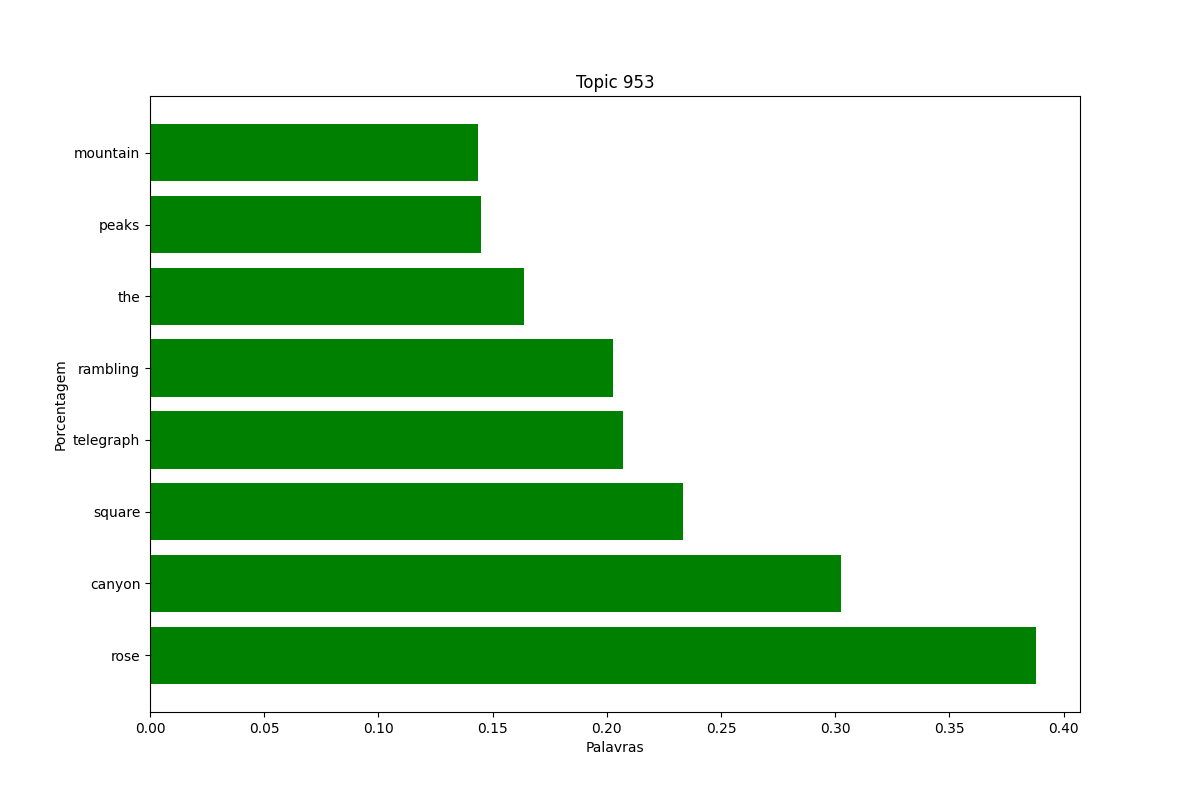 Topic 953
mountain
peaks
the
rambling
telegraph
square
canyon
rose
Porcentagem
0.00 0.05 0.10 0.15 0.20 0.25 0.30 0.35 0.40
Palavras